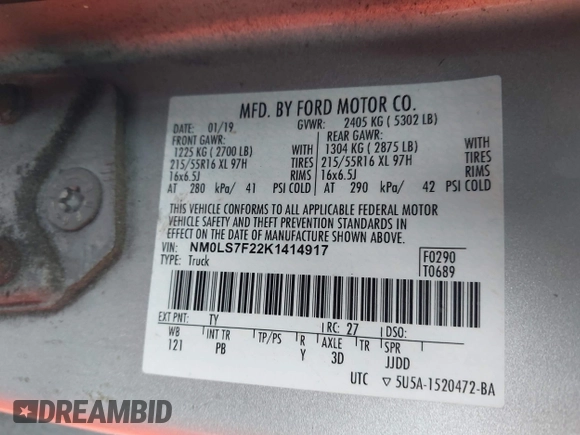 MFD. BY FORD MOTOR CO.
DATE: 01/19, GVWR: 2405 KG ( 5302 LB)
FRONT GAWR: REAR GAWR:
1225 KG ( 2700 LB) WITH 1304 KG ( 2875 LB) WITH
215/55R16 XL 97H TIRES 215/55R16 XL 97H TIRES
16x6.5J RIMS 16x6.5J RIMS
AT 280 kPa/ 41 PSI COLD AT 290 kPa/ 42 PSI COLD
THIS VEHICLE CONFORMS TO ALL APPLICABLE FEDERAL MOTOR
VEHICLE SAFETY AND THEFT PREVENTION STANDARDS IN
EFFECT ON THE DATE OF MANUFACTURE SHOWN ABOVE.
VIN: NM0LS7F22K1414917 F0290
TYPE: Truck T0689
EXT PNT: TY RC: 27 DSO:
WB INT TR TP/PS R AXLE TR SPR
121 PB Y 3D JJDD
UTC ▽ 5U5A-1520472-BA
DREAMBID